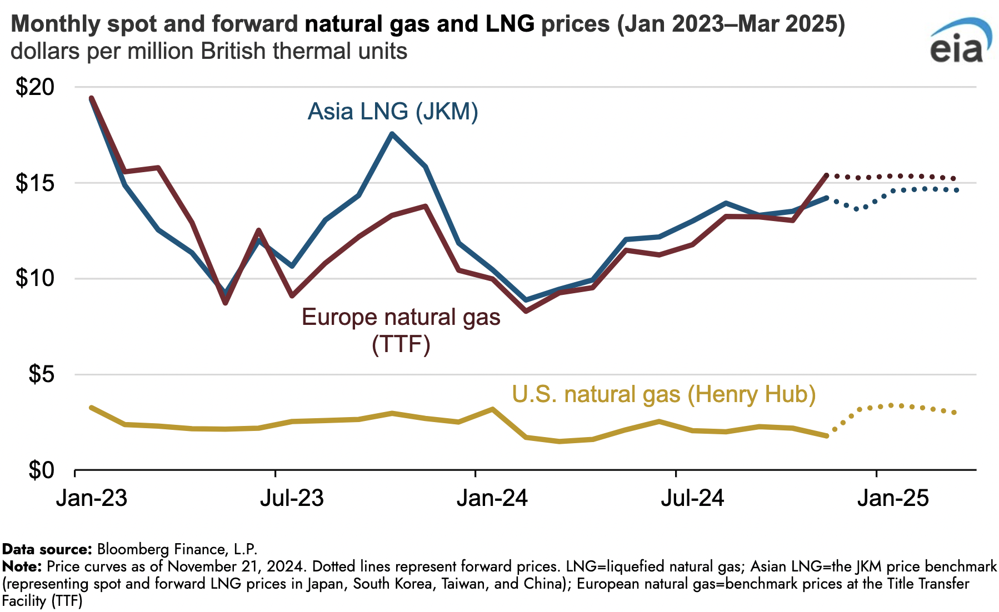 Monthly spot and forward natural gas and LNG prices (Jan 2023–Mar 2025)
dollars per million British thermal units
eia
$20
$15
$10
$5
$0
Asia LNG (JKM)
Europe natural gas
(TTF)
U.S. natural gas (Henry Hub)
Jan-23
Jul-23
Jan-24
Jul-24
Jan-25
Data source: Bloomberg Finance, L.P.
Note: Price curves as of November 21, 2024. Dotted lines represent forward prices. LNG=liquefied natural gas; Asian LNG=the JKM price benchmark
(representing spot and forward LNG prices in Japan, South Korea, Taiwan, and China); European natural gas=benchmark prices at the Title Transfer
Facility (TTF)